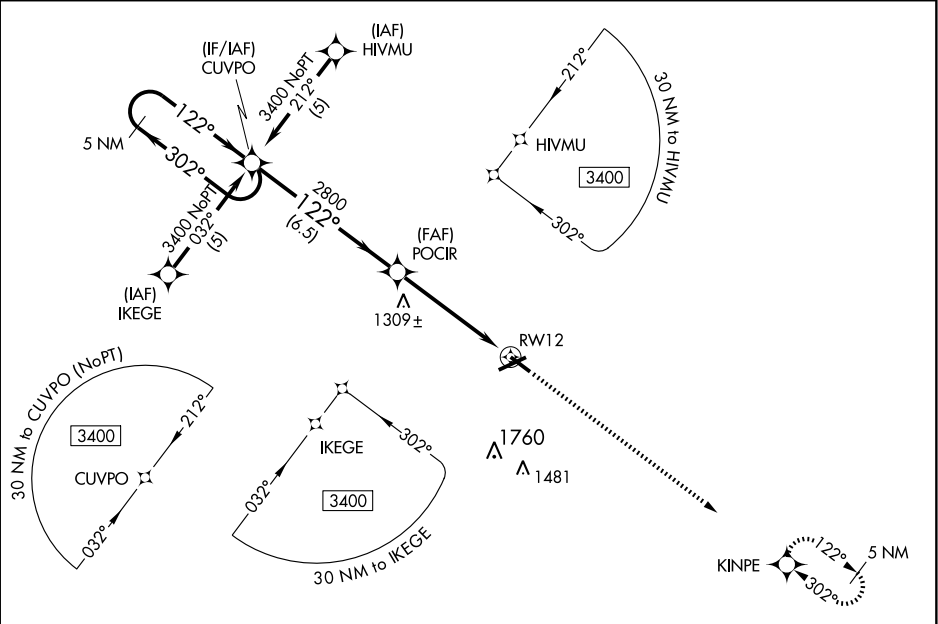 (IAF)
HIVMU
(IF/IAF)
CUVPO
3400 NoPT
212°
(5)
122°
5 NM
302°
3400 NoPT
032°
(5)
(IAF)
IKEGE
2800
122°
(6.5)
(FAF)
POCIR
1309 ±
RW12
212°
HIVMU
3400
302°
30 NM to HIVMU
30 NM to CUVPO (NoPT)
3400
212°
CUVPO
032°
IKEGE
302°
032°
3400
30 NM to IKEGE
1760
1481
KINPE
122°
302°
5 NM